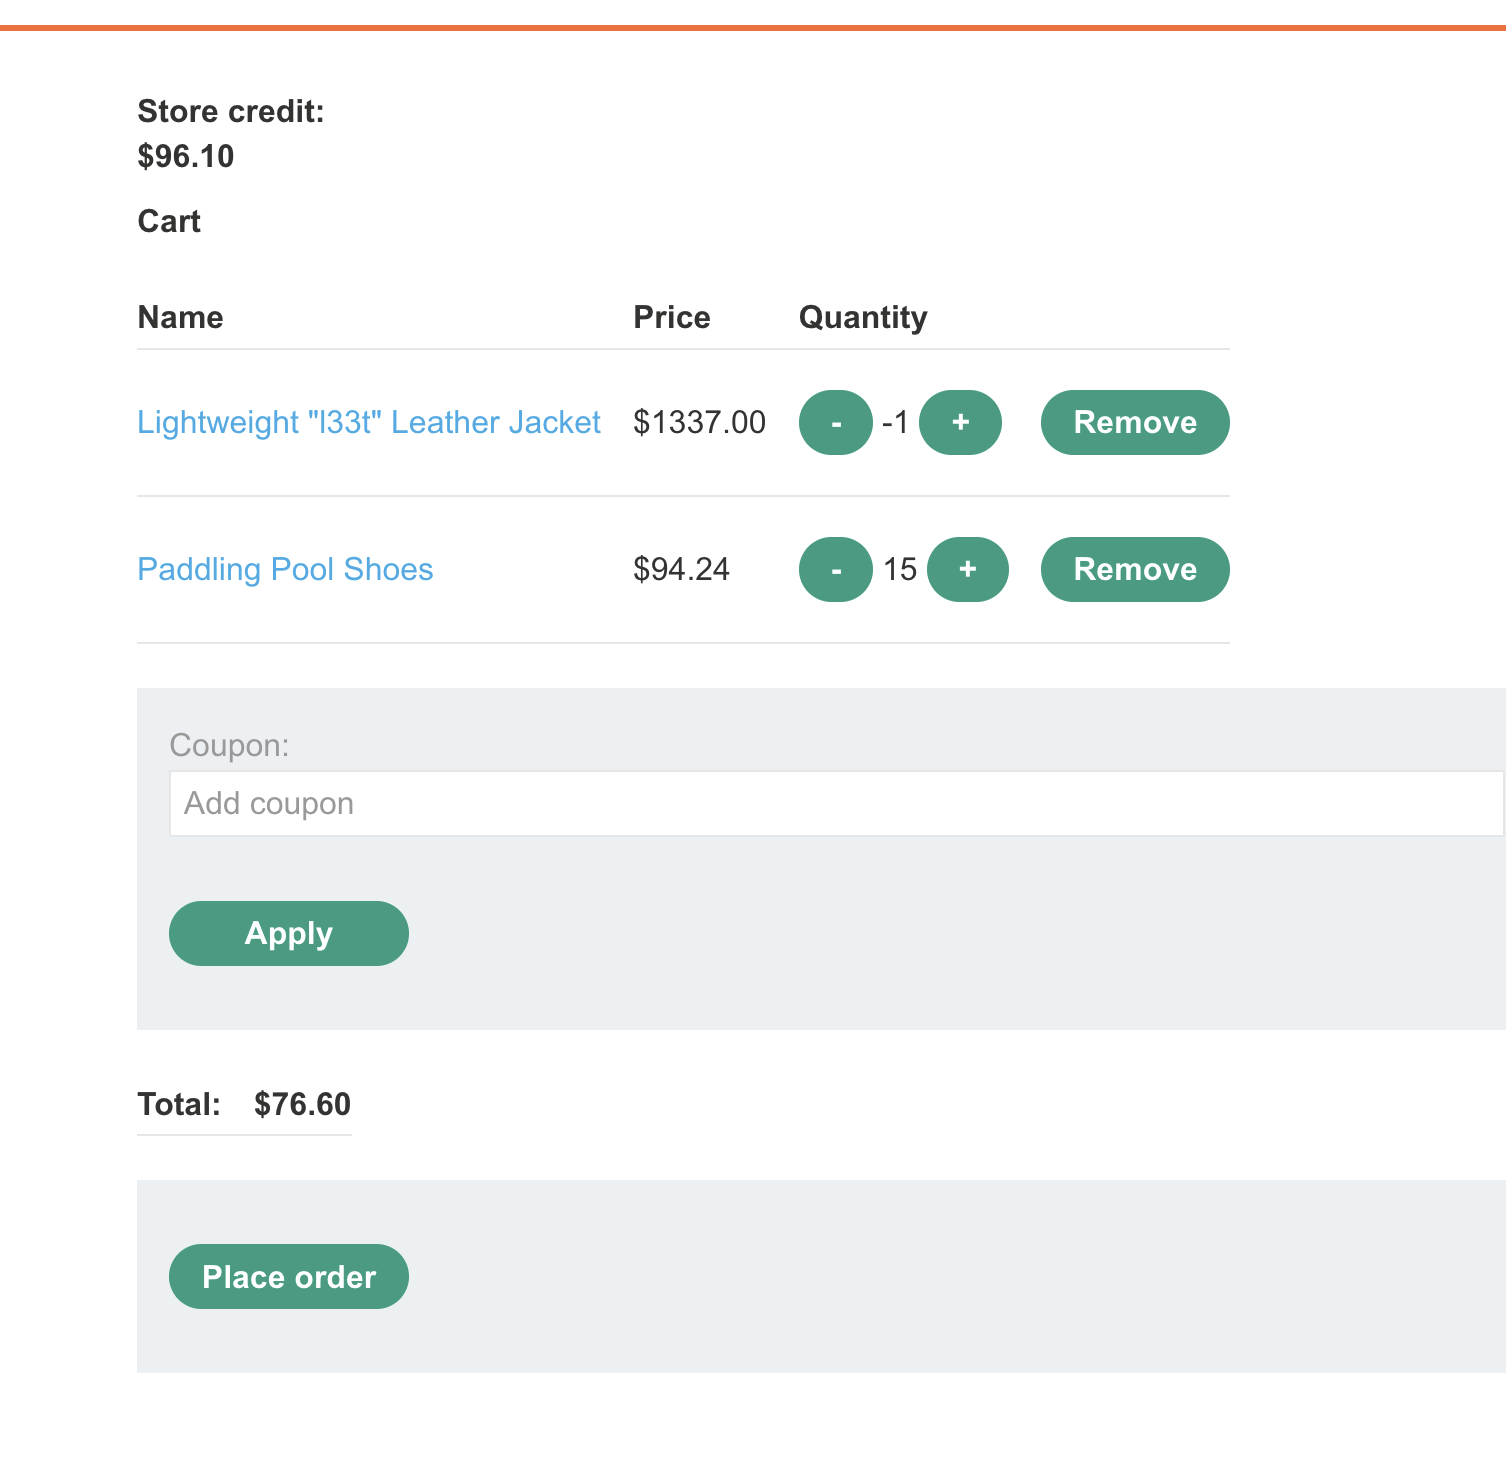 Store credit:
$96.10
Cart
Name Price Quantity
Lightweight "l33t" Leather Jacket $1337.00 - -1 + Remove
Paddling Pool Shoes $94.24 - 15 + Remove
Coupon:
Add coupon
Apply
Total: $76.60
Place order